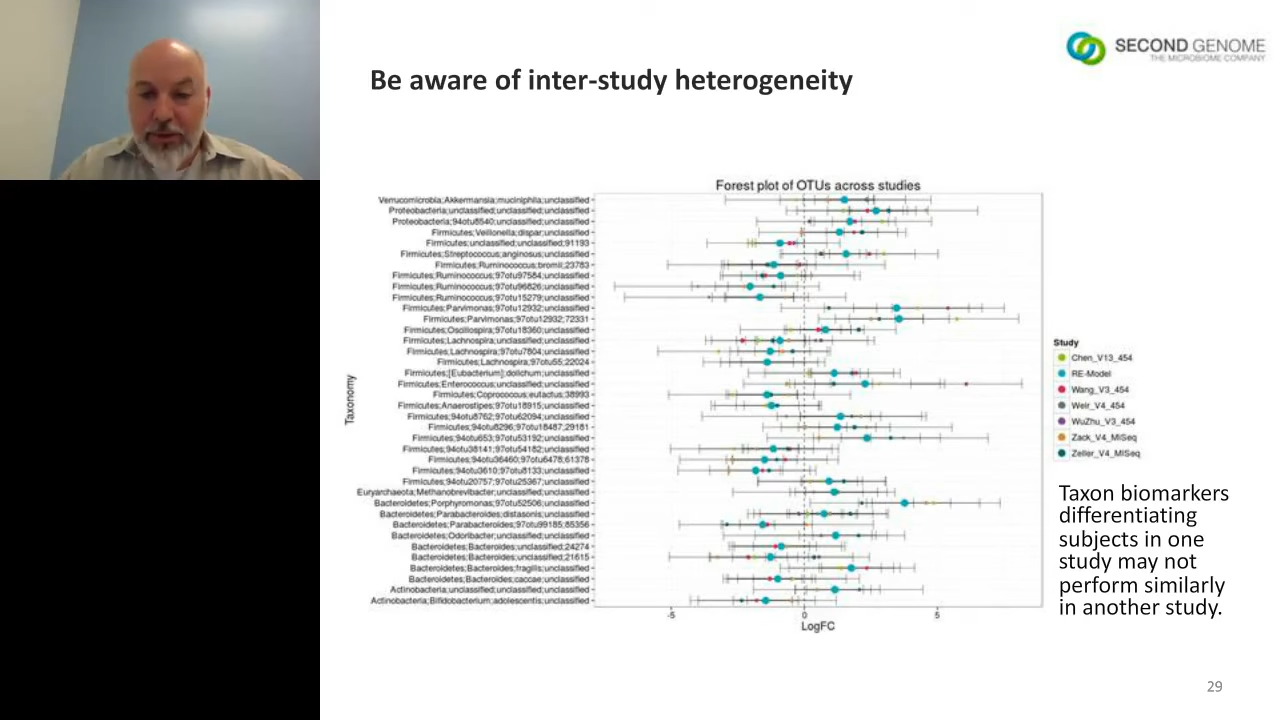 SECOND GENOME
THE MICROBIOME COMPANY
Be aware of inter-study heterogeneity
Forest plot of OTUs across studies
Verrucomicrobia;Akkermansia;muciniphila;unclassified
Proteobacteria;unclassified;unclassified;unclassified
Proteobacteria;94otu8540;unclassified;unclassified
Firmicutes;Veillonella;dispar;unclassified
Firmicutes;unclassified;unclassified;91193
Firmicutes;Streptococcus;anginosus;unclassified
Firmicutes;Ruminococcus;bromii;23783
Firmicutes;Ruminococcus;97otu97584;unclassified
Firmicutes;Ruminococcus;97otu96826;unclassified
Firmicutes;Ruminococcus;97otu15279;unclassified
Firmicutes;Parvimonas;97otu12932;unclassified
Firmicutes;Parvimonas;97otu12932;72331
Firmicutes;Oscillospira;97otu18360;unclassified
Firmicutes;Lachnospira;unclassified;unclassified
Firmicutes;Lachnospira;97otu7804;unclassified
Firmicutes;Lachnospira;97otu55;22024
Firmicutes;[Eubacterium];dolichum;unclassified
Firmicutes;Enterococcus;unclassified;unclassified
Firmicutes;Coprococcus;eutactus;38993
Firmicutes;Anaerostipes;97otu18915;unclassified
Firmicutes;94otu8762;97otu62094;unclassified
Firmicutes;94otu8296;97otu18487;29181
Firmicutes;94otu653;97otu53192;unclassified
Firmicutes;94otu38141;97otu54182;unclassified
Firmicutes;94otu36460;97otu6478;61378
Firmicutes;94otu3610;97otu8133;unclassified
Firmicutes;94otu20757;97otu25367;unclassified
Euryarchaeota;Methanobrevibacter;unclassified;unclassified
Bacteroidetes;Porphyromonas;97otu52506;unclassified
Bacteroidetes;Parabacteroides;distasonis;unclassified
Bacteroidetes;Parabacteroides;97otu99185;85356
Bacteroidetes;Odoribacter;unclassified;unclassified
Bacteroidetes;Bacteroides;unclassified;24274
Bacteroidetes;Bacteroides;unclassified;21615
Bacteroidetes;Bacteroides;fragilis;unclassified
Bacteroidetes;Bacteroides;caccae;unclassified
Actinobacteria;unclassified;unclassified;unclassified
Actinobacteria;Bifidobacterium;adolescentis;unclassified
Taxonomy
-5 0 5
LogFC
Study
Chen_V13_454
RE-Model
Wang_V3_454
Weir_V4_454
WuZhu_V3_454
Zack_V4_MiSeq
Zeller_V4_MiSeq
Taxon biomarkers
differentiating
subjects in one
study may not
perform similarly
in another study.
29